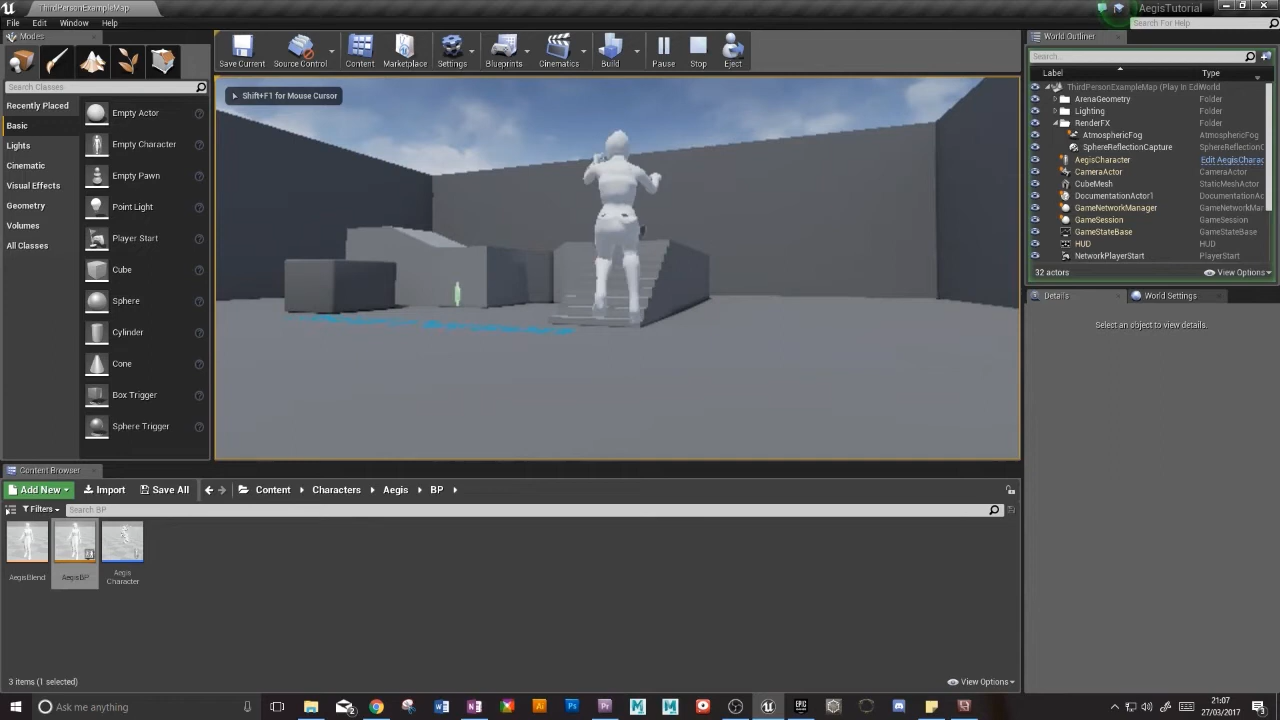 ThirdPersonExampleMap
AegisTutorial
File Edit Window Help
Search For Help
Modes
Search Classes
Recently Placed
Basic
Lights
Cinematic
Visual Effects
Geometry
Volumes
All Classes
Empty Actor
Empty Character
Empty Pawn
Point Light
Player Start
Cube
Sphere
Cylinder
Cone
Box Trigger
Sphere Trigger
Save Current
Source Control
Content
Marketplace
Settings
Blueprints
Cinematics
Build
Pause
Stop
Eject
Shift+F1 for Mouse Cursor
World Outliner
Search...
Label Type
ThirdPersonExampleMap (Play In Edi World
ArenaGeometry Folder
Lighting Folder
RenderFX Folder
AtmosphericFog AtmosphericFog
SphereReflectionCapture SphereReflectionC
AegisCharacter Edit AegisCharac
CameraActor CameraActor
CubeMesh StaticMeshActor
DocumentationActor1 DocumentationAc
GameNetworkManager GameNetworkMar
GameSession GameSession
GameStateBase GameStateBase
HUD HUD
NetworkPlayerStart PlayerStart
32 actors View Options
Details World Settings
Select an object to view details.
Content Browser
Add New Import Save All Content Characters Aegis BP
Filters Search BP
AegisBlend
AegisBP
Aegis
Character
3 items (1 selected) View Options
Ask me anything
21:07
27/03/2017